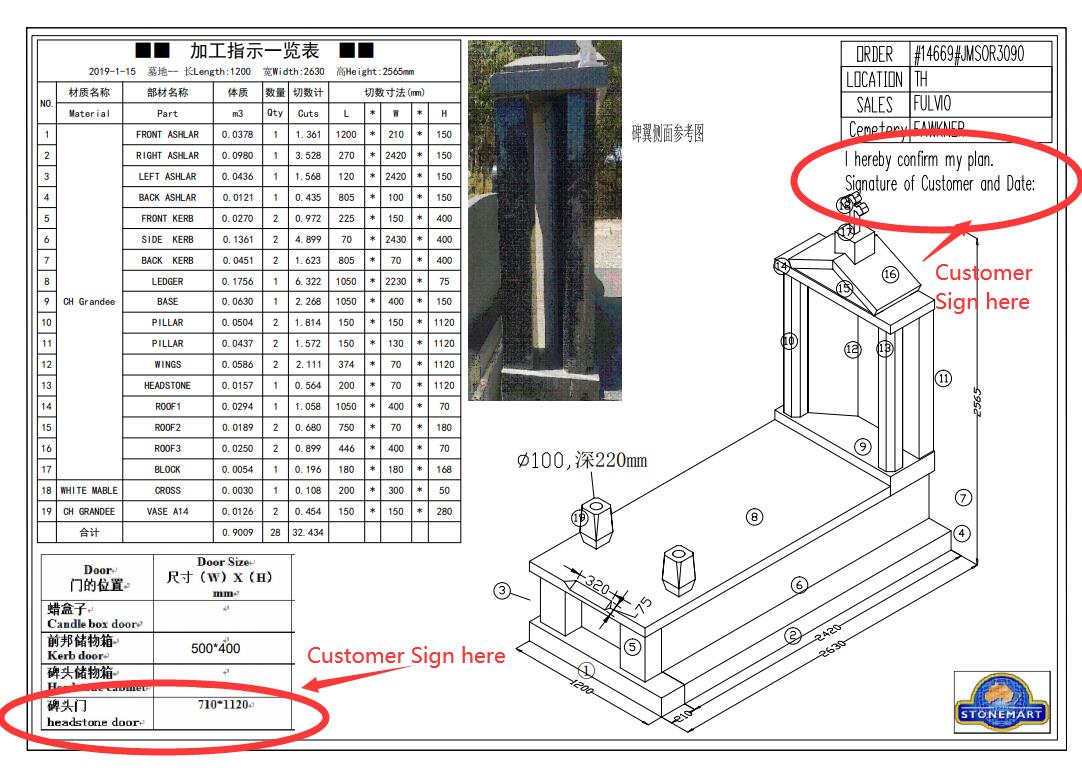 ■■ 加工指示一览表 ■■
2019-1-15 墓地-- 长Length:1200 宽Width:2630 高Height:2565mm
NO. 材质名称 部材名称 体质 数量 切数计 切数寸法(mm)
Material Part m3 Qty Cuts L * W * H
1 FRONT ASHLAR 0.0378 1 1.361 1200 * 210 * 150
2 RIGHT ASHLAR 0.0980 1 3.528 270 * 2420 * 150
3 LEFT ASHLAR 0.0436 1 1.568 120 * 2420 * 150
4 BACK ASHLAR 0.0121 1 0.435 805 * 100 * 150
5 FRONT KERB 0.0270 2 0.972 225 * 150 * 400
6 SIDE KERB 0.1361 2 4.899 70 * 2430 * 400
7 BACK KERB 0.0451 2 1.623 805 * 70 * 400
8 LEDGER 0.1756 1 6.322 1050 * 2230 * 75
9 CH Grandee BASE 0.0630 1 2.268 1050 * 400 * 150
10 PILLAR 0.0504 2 1.814 150 * 150 * 1120
11 PILLAR 0.0437 2 1.572 150 * 130 * 1120
12 WINGS 0.0586 2 2.111 374 * 70 * 1120
13 HEADSTONE 0.0157 1 0.564 200 * 70 * 1120
14 ROOF1 0.0294 1 1.058 1050 * 400 * 70
15 ROOF2 0.0189 2 0.680 750 * 70 * 180
16 ROOF3 0.0250 2 0.899 446 * 400 * 70
17 BLOCK 0.0054 1 0.196 180 * 180 * 168
18 WHITE MABLE CROSS 0.0030 1 0.108 200 * 300 * 50
19 CH GRANDEE VASE A14 0.0126 2 0.454 150 * 150 * 280
合计 0.9009 28 32.434
碑翼侧面参考图
ORDER #14669#JMSOR3090
LOCATION TH
SALES FULVIO
Cemetery FAWKNER
I hereby confirm my plan.
Signature of Customer and Date:
Customer
Sign here
18
17
14
16
15
10
12
13
11
2565
9
Ø100,深220mm
19
8
7
4
3
320
75
6
5
2
2420
2630
1
1200
210
Door Door Size
门的位置 尺寸（W）X（H）
mm
蜡盒子
Candle box door
前邦储物箱 500*400
Kerb door
碑头储物箱
碑头门 710*1120
headstone door
Customer Sign here
STONEMART